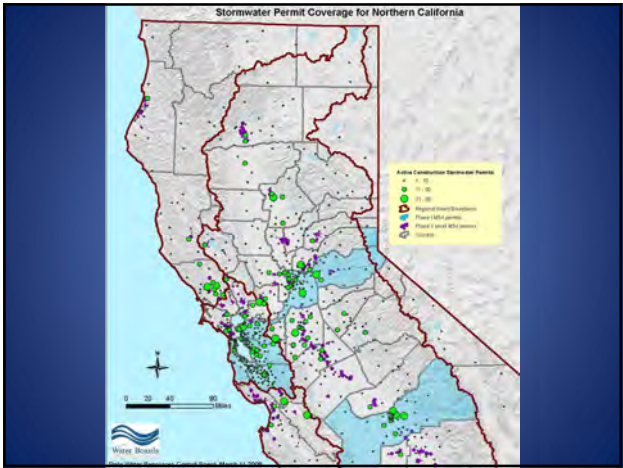 Stormwater Permit Coverage for Northern California
Active Construction Stormwater Permits
Regional Board Boundaries
Phase I MS4 permits
Phase II small MS4 permits
0 20 40 80
Miles
Water Boards